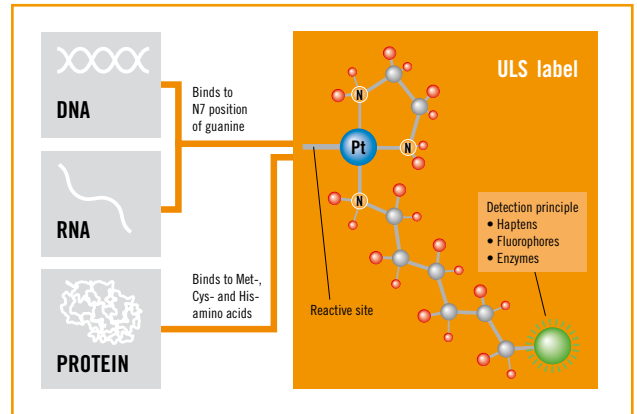 DNA
Binds to
N7 position
of guanine
RNA
Binds to Met-,
Cys- and His-
amino acids
PROTEIN
ULS label
N
Pt
N
N
Reactive site
Detection principle
• Haptens
• Fluorophores
• Enzymes